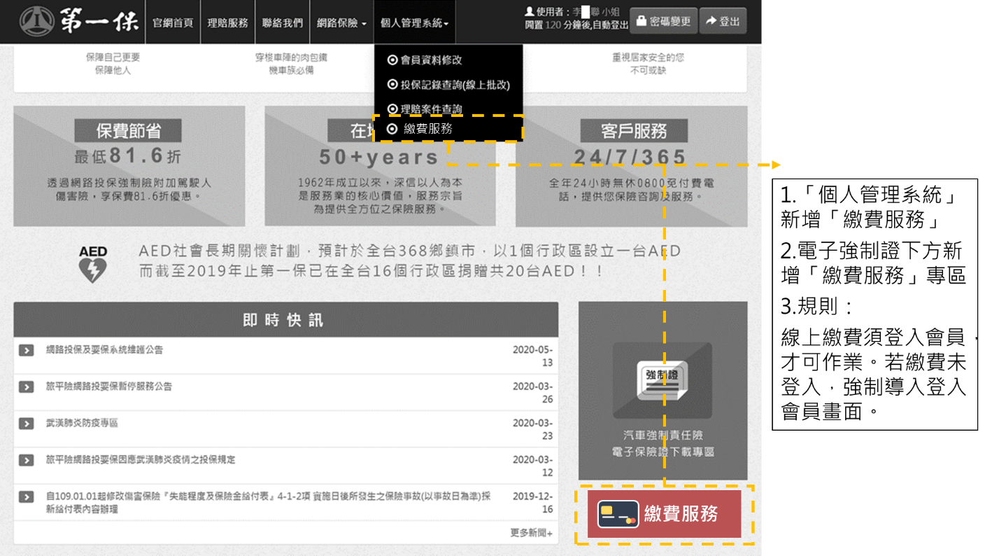 第一保
官網首頁
理賠服務
聯絡我們
網路保險
個人管理系統
使用者：李 聯 小姐
閒置 120 分鐘後,自動登出
密碼變更
登出
保障自己更要
保障他人
穿梭車陣的肉包鐵
機車族必備
重視居家安全的您
不可或缺
會員資料修改
投保記錄查詢(線上批改)
理賠案件查詢
繳費服務
保費節省
最低81.6折
透過網路投保強制險附加駕駛人
傷害險，享保費81.6折優惠。
在
50+years
1962年成立以來，深信以人為本
是服務業的核心價值，服務宗旨
為提供全方位之保險服務。
客戶服務
24/7/365
全年24小時無休0800免付費電
話，提供您保險咨詢及服務。
1.「個人管理系統」
新增「繳費服務」
2.電子強制證下方新
增「繳費服務」專區
3.規則：
線上繳費須登入會員，
才可作業。若繳費未
登入，強制導入登入
會員畫面。
AED
AED社會長期關懷計劃，預計於全台368鄉鎮市，以1個行政區設立一台AED
而截至2019年止第一保已在全台16個行政區捐贈共20台AED！！
即時快訊
網路投保及要保系統維護公告
2020-05-
13
旅平險網路投要保暫停服務公告
2020-03-
26
武漢肺炎防疫專區
2020-03-
23
旅平險網路投要保因應武漢肺炎疫情之投保規定
2020-03-
12
自109.01.01起修改傷害保險『失能程度及保險金給付表』4-1-2項 實施日後所發生之保險事故(以事故日為準)採
新給付表內容辦理
2019-12-
16
更多新聞+
強制證
汽車強制責任險
電子保險證下載專區
繳費服務